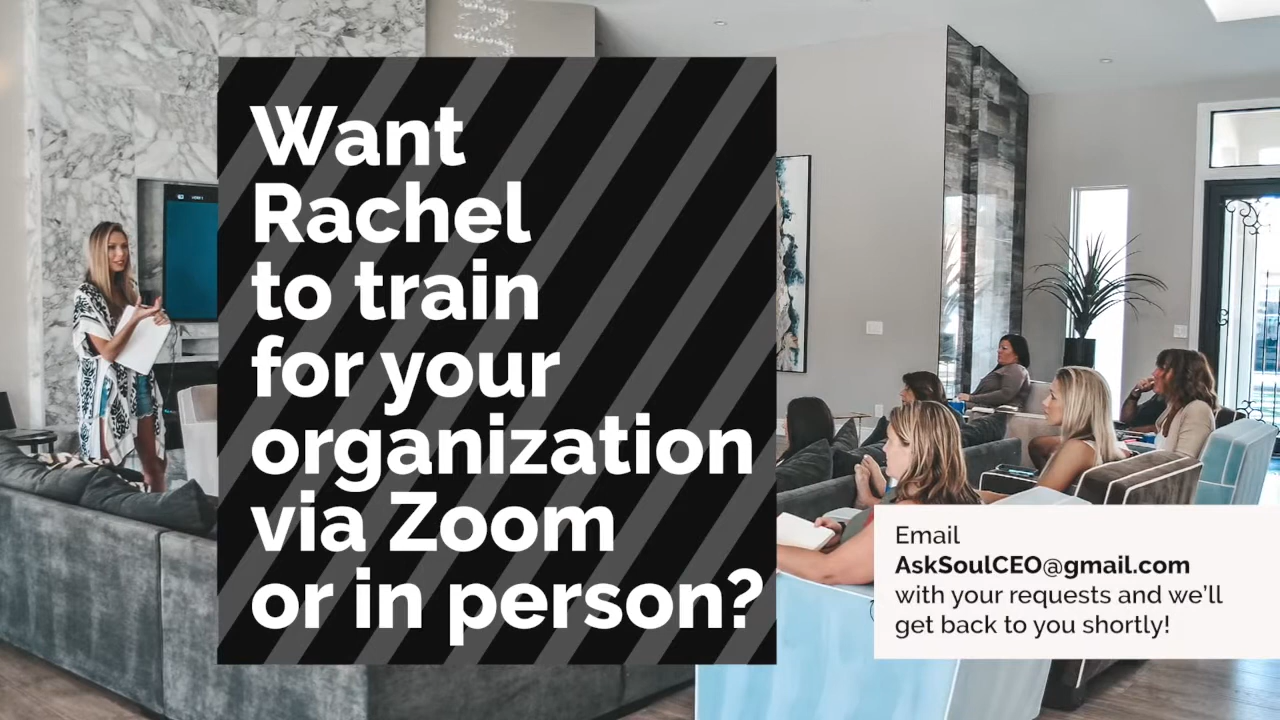 Want
Rachel
to train
for your
organization
via Zoom
or in person?
Email
AskSoulCEO@gmail.com
with your requests and we'll
get back to you shortly!